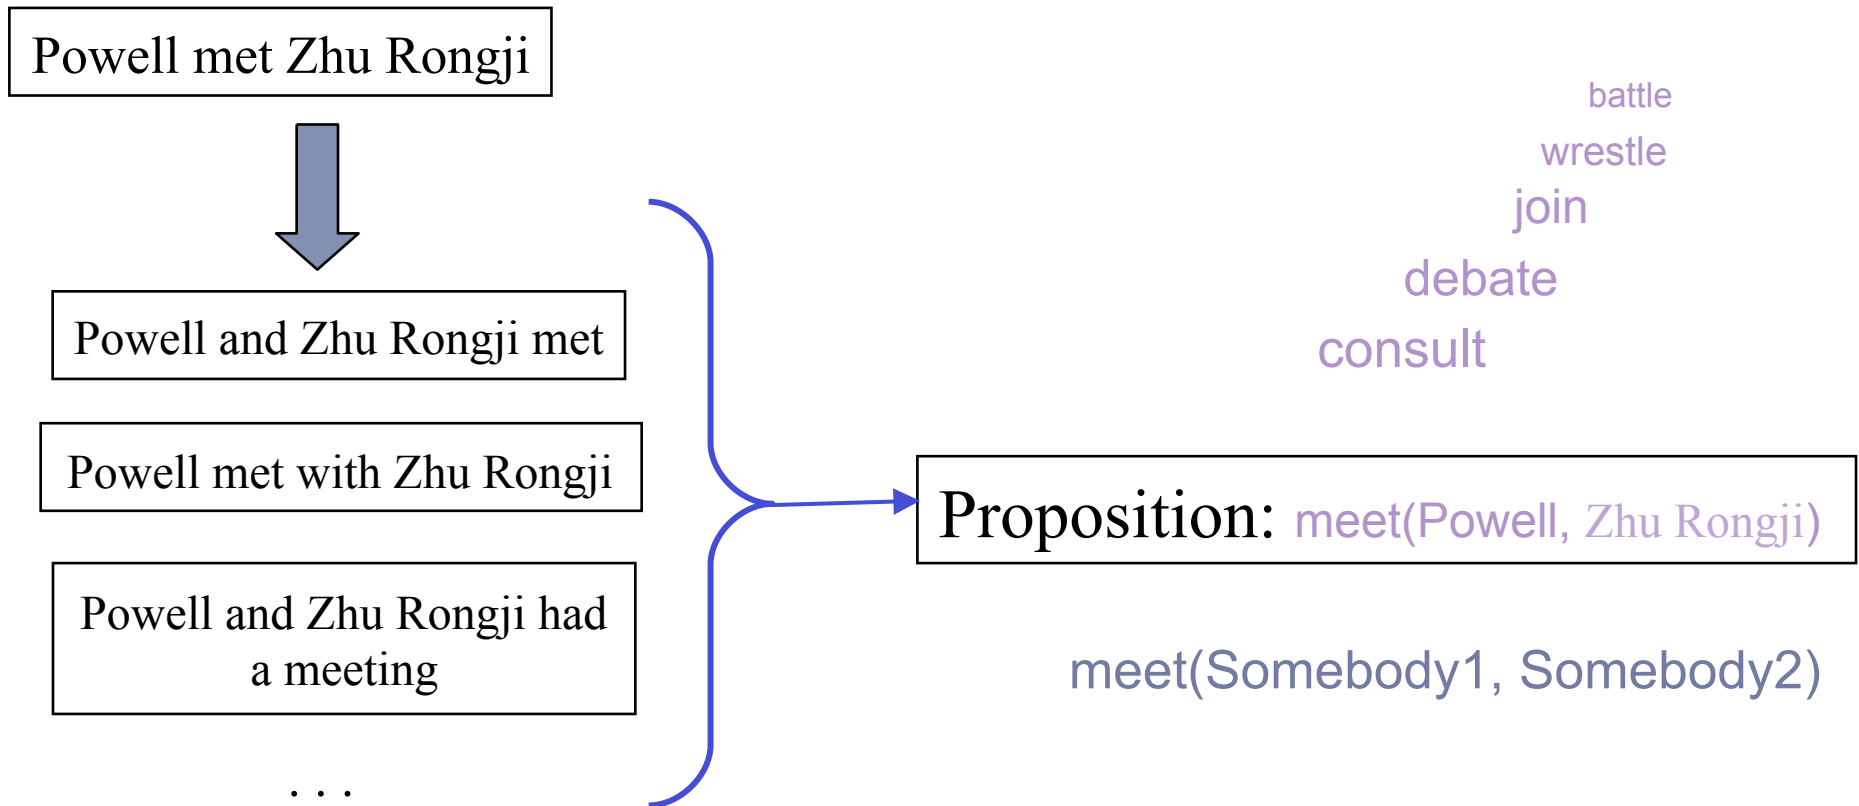 Powell met Zhu Rongji
Powell and Zhu Rongji met
Powell met with Zhu Rongji
Powell and Zhu Rongji had
a meeting
. . .
battle
wrestle
join
debate
consult
Proposition: meet(Powell, Zhu Rongji)
meet(Somebody1, Somebody2)